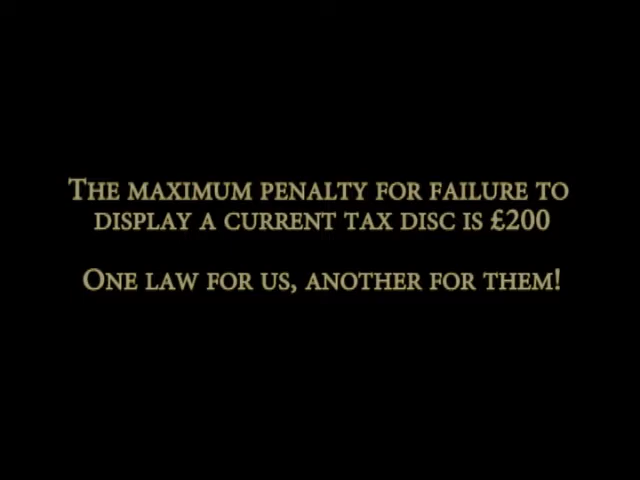 The maximum penalty for failure to
display a current tax disc is £200
One law for us, another for them!